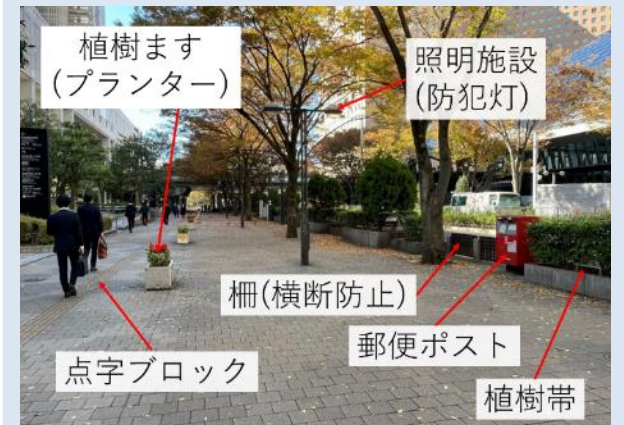 植樹ます
(プランター)
照明施設
(防犯灯)
柵(横断防止)
郵便ポスト
点字ブロック
植樹帯